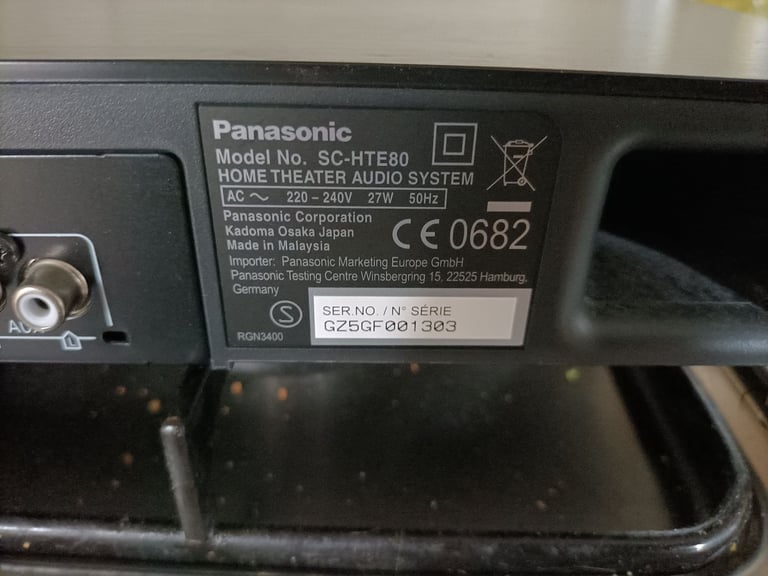 Panasonic
Model No. SC-HTE80
HOME THEATER AUDIO SYSTEM
AC ~ 220 – 240V 27W 50Hz
Panasonic Corporation
Kadoma Osaka Japan
Made in Malaysia
CE 0682
Importer: Panasonic Marketing Europe GmbH
Panasonic Testing Centre Winsbergring 15, 22525 Hamburg,
Germany
S
RGN3400
SER.NO. / N° SÉRIE
GZ5GF001303
L